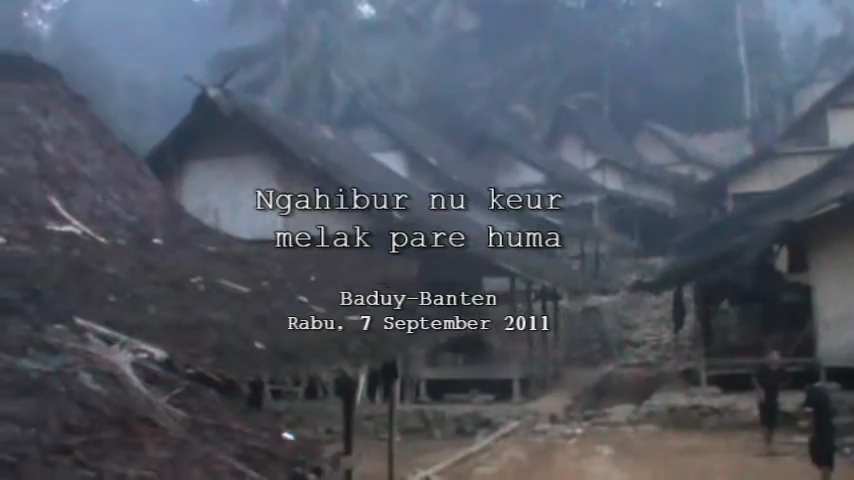 Ngahibur nu keur
melak pare huma
Baduy-Banten
Rabu. 7 September 2011